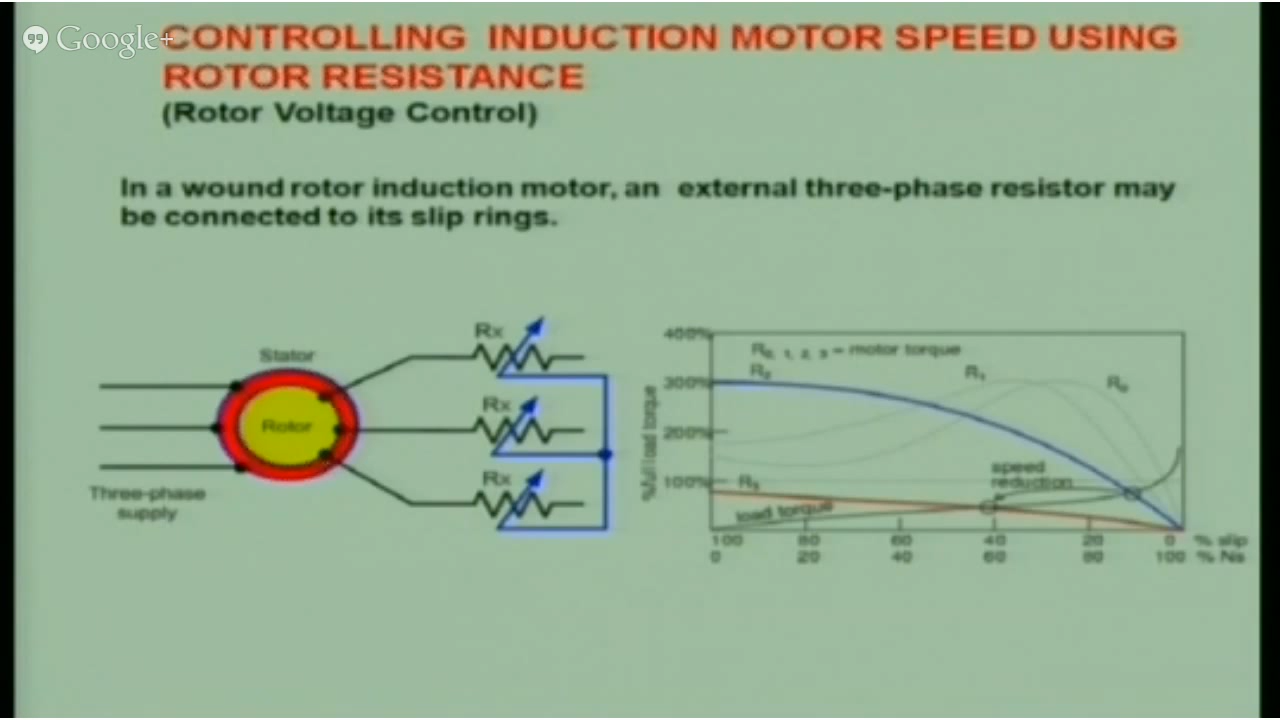 Google+
CONTROLLING INDUCTION MOTOR SPEED USING
ROTOR RESISTANCE
(Rotor Voltage Control)
In a wound rotor induction motor, an external three-phase resistor may
be connected to its slip rings.
Stator
Rotor
Three-phase
supply
Rx
Rx
Rx
% full load torque
400%
300%
200%
100%
R0, 1, 2, 3 = motor torque
R2
R1
R0
R3
speed
reduction
load torque
100 80 60 40 20 0 % slip
0 20 40 60 80 100 % Ns